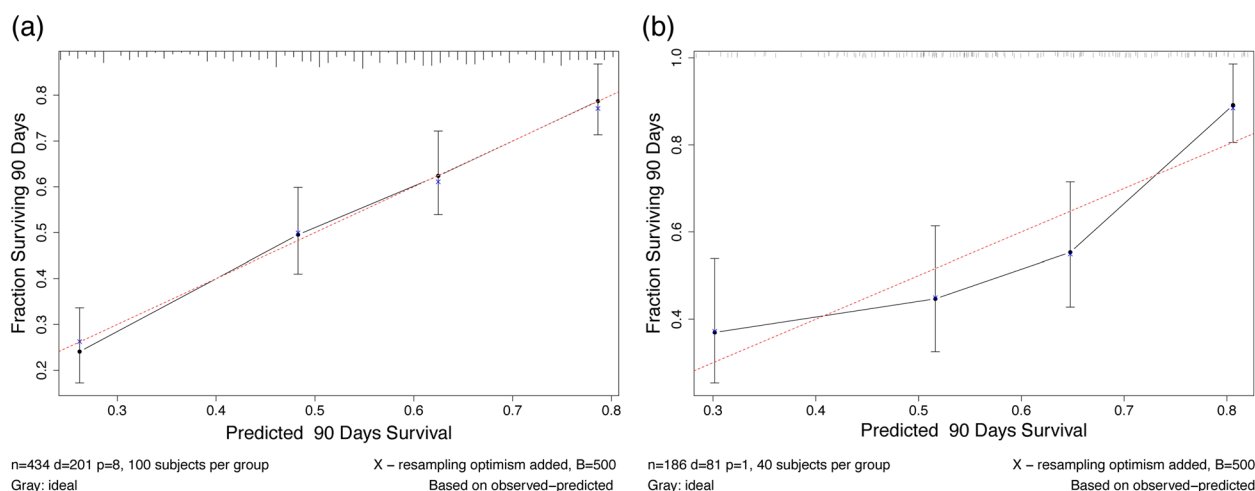 (a)
Fraction Surviving 90 Days
0.8
0.7
0.6
0.5
0.4
0.3
0.2
0.3 0.4 0.5 0.6 0.7 0.8
Predicted 90 Days Survival
n=434 d=201 p=8, 100 subjects per group X − resampling optimism added, B=500
Gray: ideal Based on observed−predicted
(b)
Fraction Surviving 90 Days
1.0
0.8
0.6
0.4
0.3 0.4 0.5 0.6 0.7 0.8
Predicted 90 Days Survival
n=186 d=81 p=1, 40 subjects per group X − resampling optimism added, B=500
Gray: ideal Based on observed−predicted